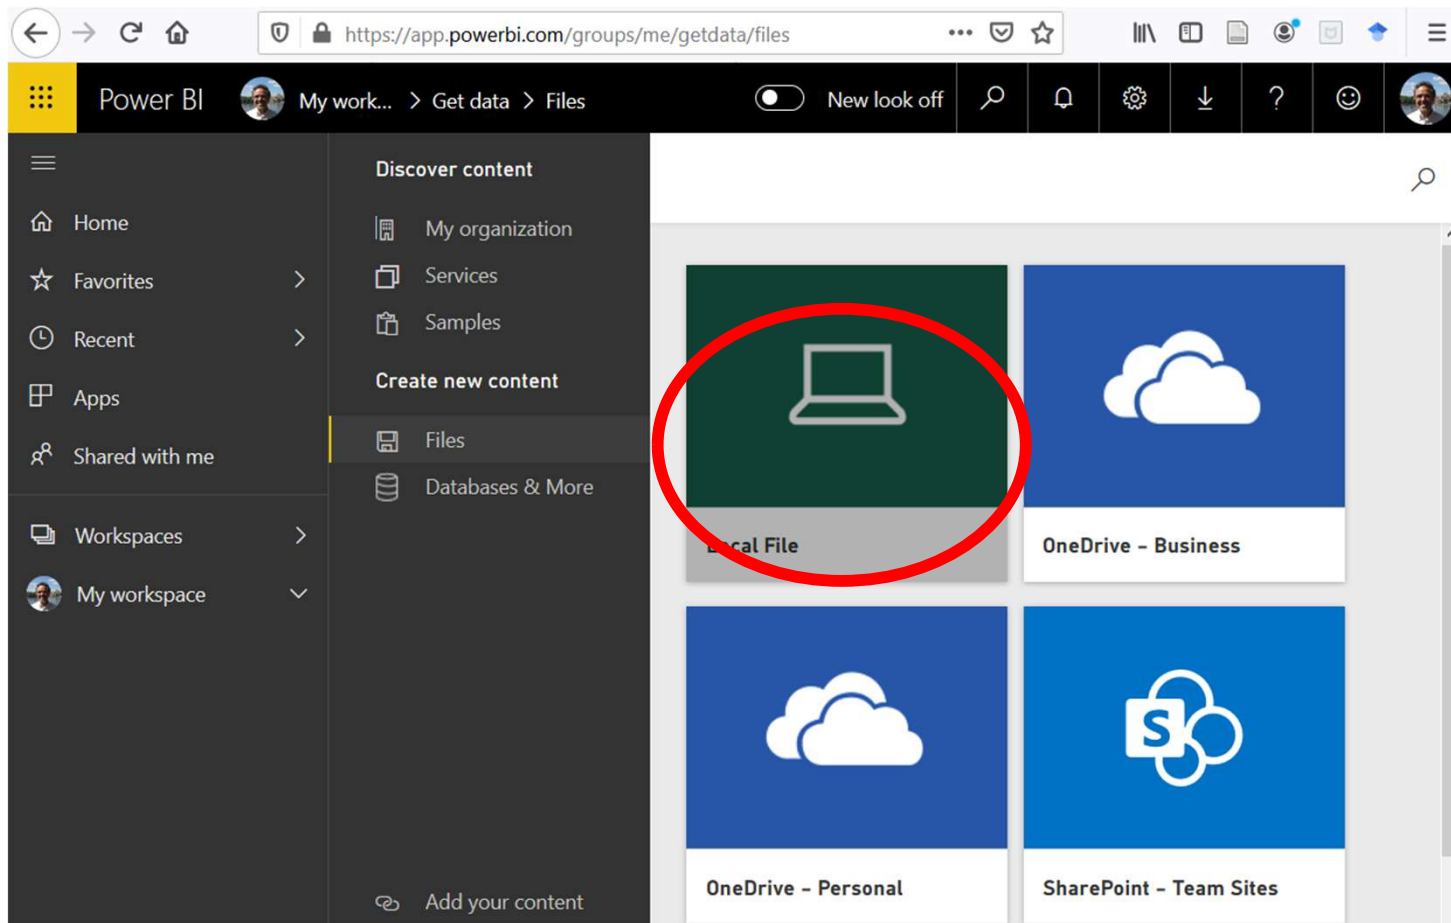 https://app.powerbi.com/groups/me/getdata/files
Power BI
My work... > Get data > Files
New look off
Home
Favorites
Recent
Apps
Shared with me
Workspaces
My workspace
Discover content
My organization
Services
Samples
Create new content
Files
Databases & More
Add your content
Local File
OneDrive – Business
OneDrive – Personal
S
SharePoint – Team Sites